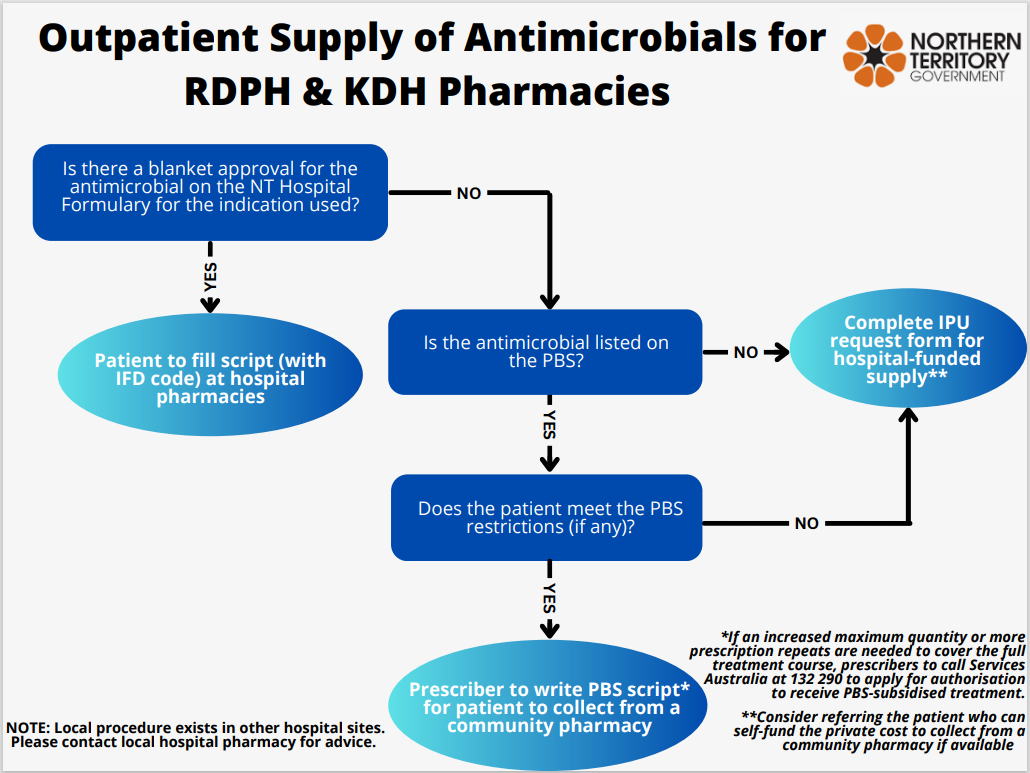 Outpatient Supply of Antimicrobials for
RDPH & KDH Pharmacies
NORTHERN
TERRITORY
GOVERNMENT
Is there a blanket approval for the
antimicrobial on the NT Hospital
Formulary for the indication used?
NO
YES
Patient to fill script (with
IFD code) at hospital
pharmacies
Is the antimicrobial listed on
the PBS?
NO
Complete IPU
request form for
hospital-funded
supply**
YES
Does the patient meet the PBS
restrictions (if any)?
NO
YES
Prescriber to write PBS script*
for patient to collect from a
community pharmacy
*If an increased maximum quantity or more
prescription repeats are needed to cover the full
treatment course, prescribers to call Services
Australia at 132 290 to apply for authorisation
to receive PBS-subsidised treatment.
**Consider referring the patient who can
self-fund the private cost to collect from a
community pharmacy if available
NOTE: Local procedure exists in other hospital sites.
Please contact local hospital pharmacy for advice.